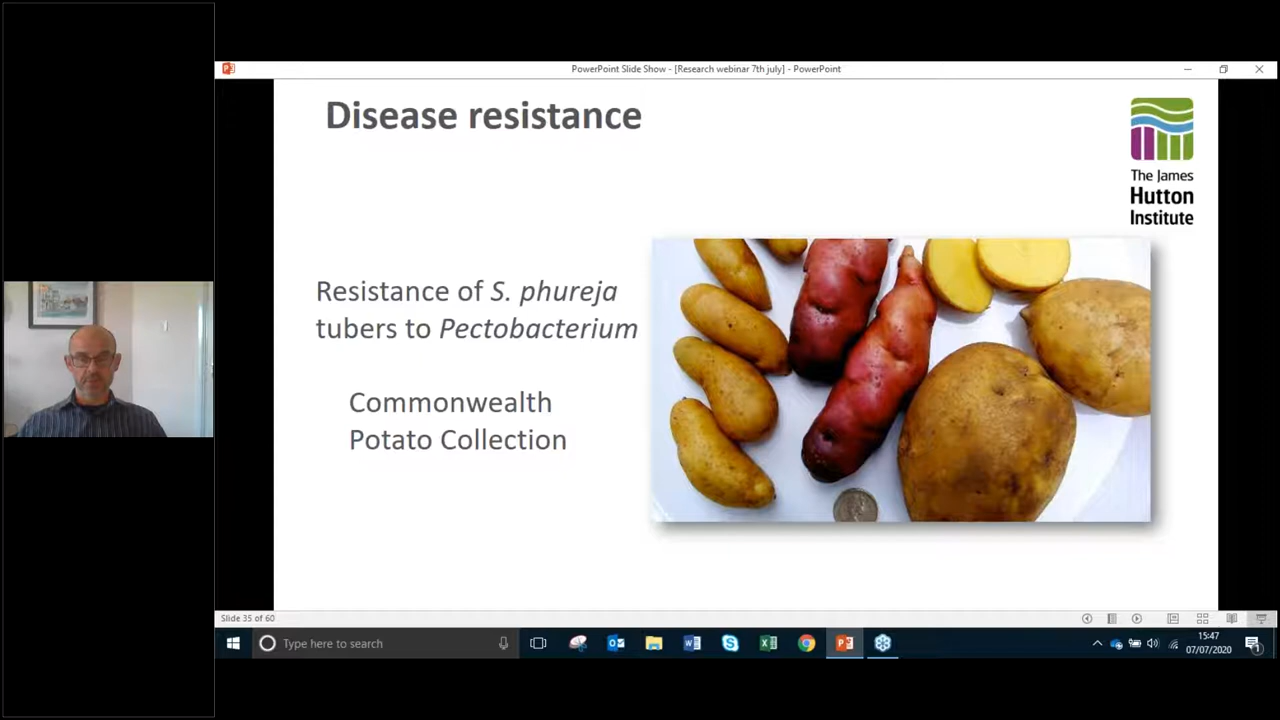 PowerPoint Slide Show - [Research webinar 7th july] - PowerPoint
Disease resistance
The James
Hutton
Institute
Resistance of S. phureja
tubers to Pectobacterium
Commonwealth
Potato Collection
Slide 35 of 60
Type here to search
15:47
07/07/2020
1